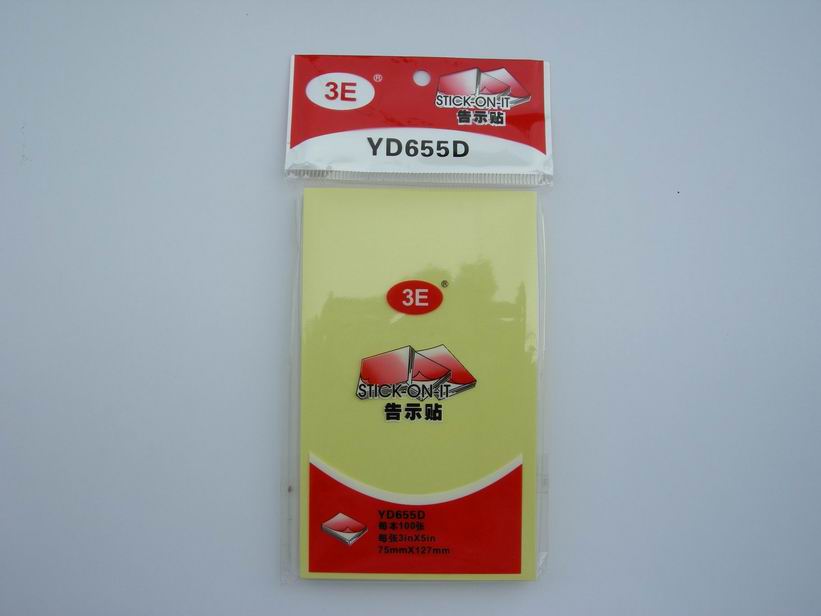 3E ®
STICK-ON-IT
告示贴
YD655D
3E ®
STICK-ON-IT
告示贴
YD655D
每本100张
每张3inX5in
75mmX127mm